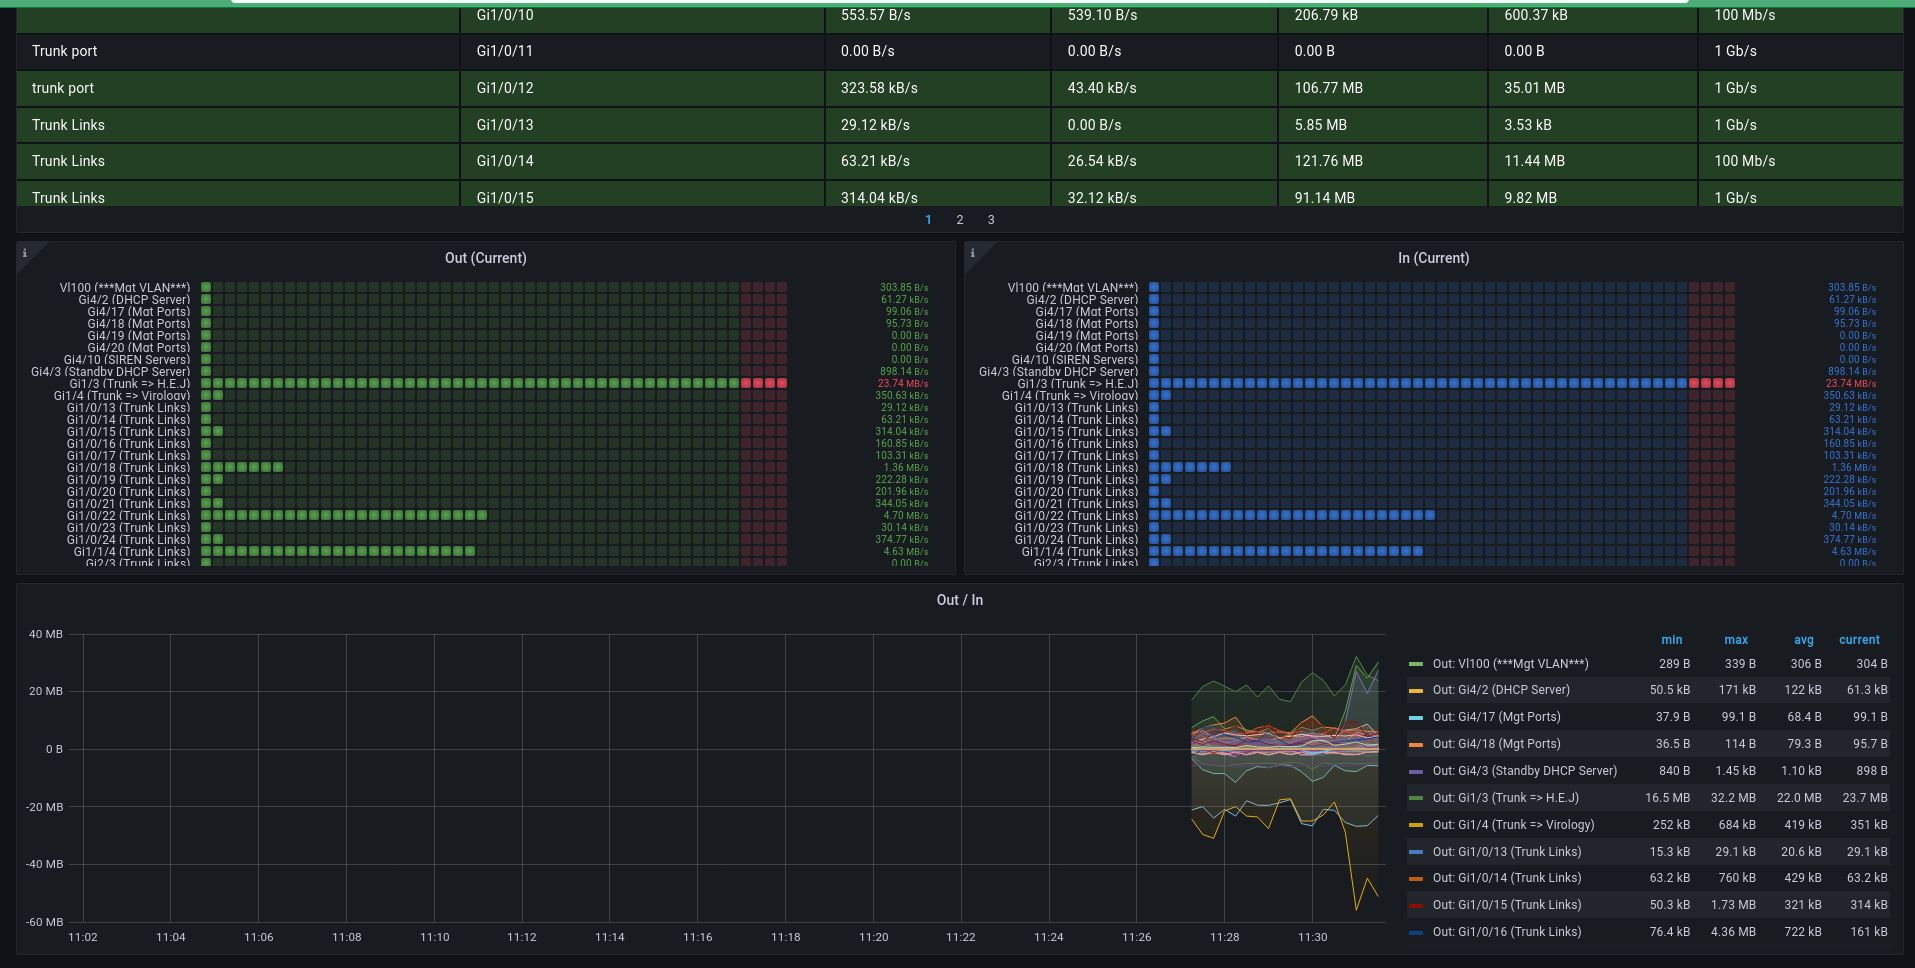 Gi1/0/10 553.57 B/s 539.10 B/s 206.79 kB 600.37 kB 100 Mb/s
Trunk port Gi1/0/11 0.00 B/s 0.00 B/s 0.00 B 0.00 B 1 Gb/s
trunk port Gi1/0/12 323.58 kB/s 43.40 kB/s 106.77 MB 35.01 MB 1 Gb/s
Trunk Links Gi1/0/13 29.12 kB/s 0.00 B/s 5.85 MB 3.53 kB 1 Gb/s
Trunk Links Gi1/0/14 63.21 kB/s 26.54 kB/s 121.76 MB 11.44 MB 100 Mb/s
Trunk Links Gi1/0/15 314.04 kB/s 32.12 kB/s 91.14 MB 9.82 MB 1 Gb/s
1 2 3
Out (Current)
Vl100 (***Mgt VLAN***) 303.85 B/s
Gi4/2 (DHCP Server) 61.27 kB/s
Gi4/17 (Mgt Ports) 99.06 B/s
Gi4/18 (Mgt Ports) 95.73 B/s
Gi4/19 (Mgt Ports) 0.00 B/s
Gi4/20 (Mgt Ports) 0.00 B/s
Gi4/10 (SIREN Servers) 0.00 B/s
Gi4/3 (Standby DHCP Server) 898.14 B/s
Gi1/3 (Trunk => H.E.J) 23.74 MB/s
Gi1/4 (Trunk => Virology) 350.63 kB/s
Gi1/0/13 (Trunk Links) 29.12 kB/s
Gi1/0/14 (Trunk Links) 63.21 kB/s
Gi1/0/15 (Trunk Links) 314.04 kB/s
Gi1/0/16 (Trunk Links) 160.85 kB/s
Gi1/0/17 (Trunk Links) 103.31 kB/s
Gi1/0/18 (Trunk Links) 1.36 MB/s
Gi1/0/19 (Trunk Links) 222.28 kB/s
Gi1/0/20 (Trunk Links) 201.96 kB/s
Gi1/0/21 (Trunk Links) 344.05 kB/s
Gi1/0/22 (Trunk Links) 4.70 MB/s
Gi1/0/23 (Trunk Links) 30.14 kB/s
Gi1/0/24 (Trunk Links) 374.77 kB/s
Gi1/1/4 (Trunk Links) 4.63 MB/s
Gi2/3 (Trunk Links) 0.00 B/s
In (Current)
Vl100 (***Mgt VLAN***) 303.85 B/s
Gi4/2 (DHCP Server) 61.27 kB/s
Gi4/17 (Mgt Ports) 99.06 B/s
Gi4/18 (Mgt Ports) 95.73 B/s
Gi4/19 (Mgt Ports) 0.00 B/s
Gi4/20 (Mgt Ports) 0.00 B/s
Gi4/10 (SIREN Servers) 0.00 B/s
Gi4/3 (Standby DHCP Server) 898.14 B/s
Gi1/3 (Trunk => H.E.J) 23.74 MB/s
Gi1/4 (Trunk => Virology) 350.63 kB/s
Gi1/0/13 (Trunk Links) 29.12 kB/s
Gi1/0/14 (Trunk Links) 63.21 kB/s
Gi1/0/15 (Trunk Links) 314.04 kB/s
Gi1/0/16 (Trunk Links) 160.85 kB/s
Gi1/0/17 (Trunk Links) 103.31 kB/s
Gi1/0/18 (Trunk Links) 1.36 MB/s
Gi1/0/19 (Trunk Links) 222.28 kB/s
Gi1/0/20 (Trunk Links) 201.96 kB/s
Gi1/0/21 (Trunk Links) 344.05 kB/s
Gi1/0/22 (Trunk Links) 4.70 MB/s
Gi1/0/23 (Trunk Links) 30.14 kB/s
Gi1/0/24 (Trunk Links) 374.77 kB/s
Gi1/1/4 (Trunk Links) 4.63 MB/s
Gi2/3 (Trunk Links) 0.00 B/s
Out / In
40 MB
20 MB
0 B
-20 MB
-40 MB
-60 MB
11:02 11:04 11:06 11:08 11:10 11:12 11:14 11:16 11:18 11:20 11:22 11:24 11:26 11:28 11:30
min max avg current
Out: Vl100 (***Mgt VLAN***) 289 B 339 B 306 B 304 B
Out: Gi4/2 (DHCP Server) 50.5 kB 171 kB 122 kB 61.3 kB
Out: Gi4/17 (Mgt Ports) 37.9 B 99.1 B 68.4 B 99.1 B
Out: Gi4/18 (Mgt Ports) 36.5 B 114 B 79.3 B 95.7 B
Out: Gi4/3 (Standby DHCP Server) 840 B 1.45 kB 1.10 kB 898 B
Out: Gi1/3 (Trunk => H.E.J) 16.5 MB 32.2 MB 22.0 MB 23.7 MB
Out: Gi1/4 (Trunk => Virology) 252 kB 684 kB 419 kB 351 kB
Out: Gi1/0/13 (Trunk Links) 15.3 kB 29.1 kB 20.6 kB 29.1 kB
Out: Gi1/0/14 (Trunk Links) 63.2 kB 760 kB 429 kB 63.2 kB
Out: Gi1/0/15 (Trunk Links) 50.3 kB 1.73 MB 321 kB 314 kB
Out: Gi1/0/16 (Trunk Links) 76.4 kB 4.36 MB 722 kB 161 kB